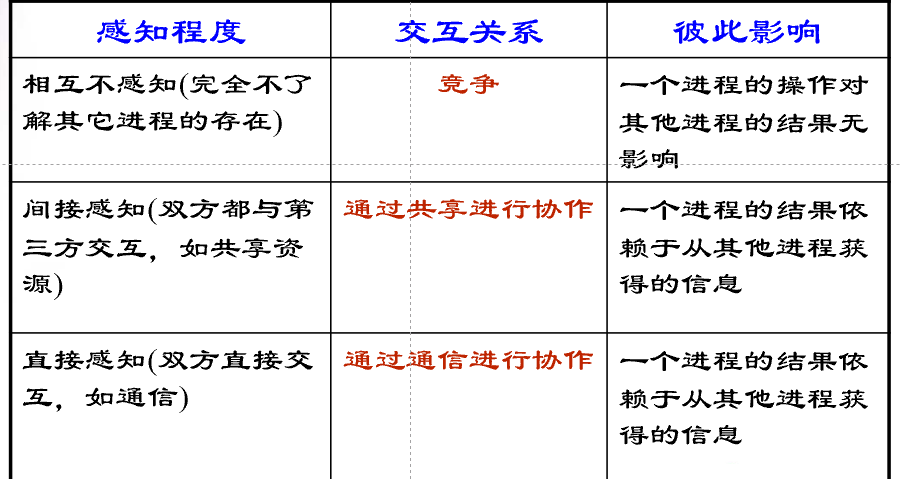 感知程度
交互关系
彼此影响
相互不感知(完全不了
解其它进程的存在)
竞争
一个进程的操作对
其他进程的结果无
影响
间接感知(双方都与第
三方交互，如共享资
源)
通过共享进行协作
一个进程的结果依
赖于从其他进程获
得的信息
直接感知(双方直接交
互，如通信)
通过通信进行协作
一个进程的结果依
赖于从其他进程获
得的信息